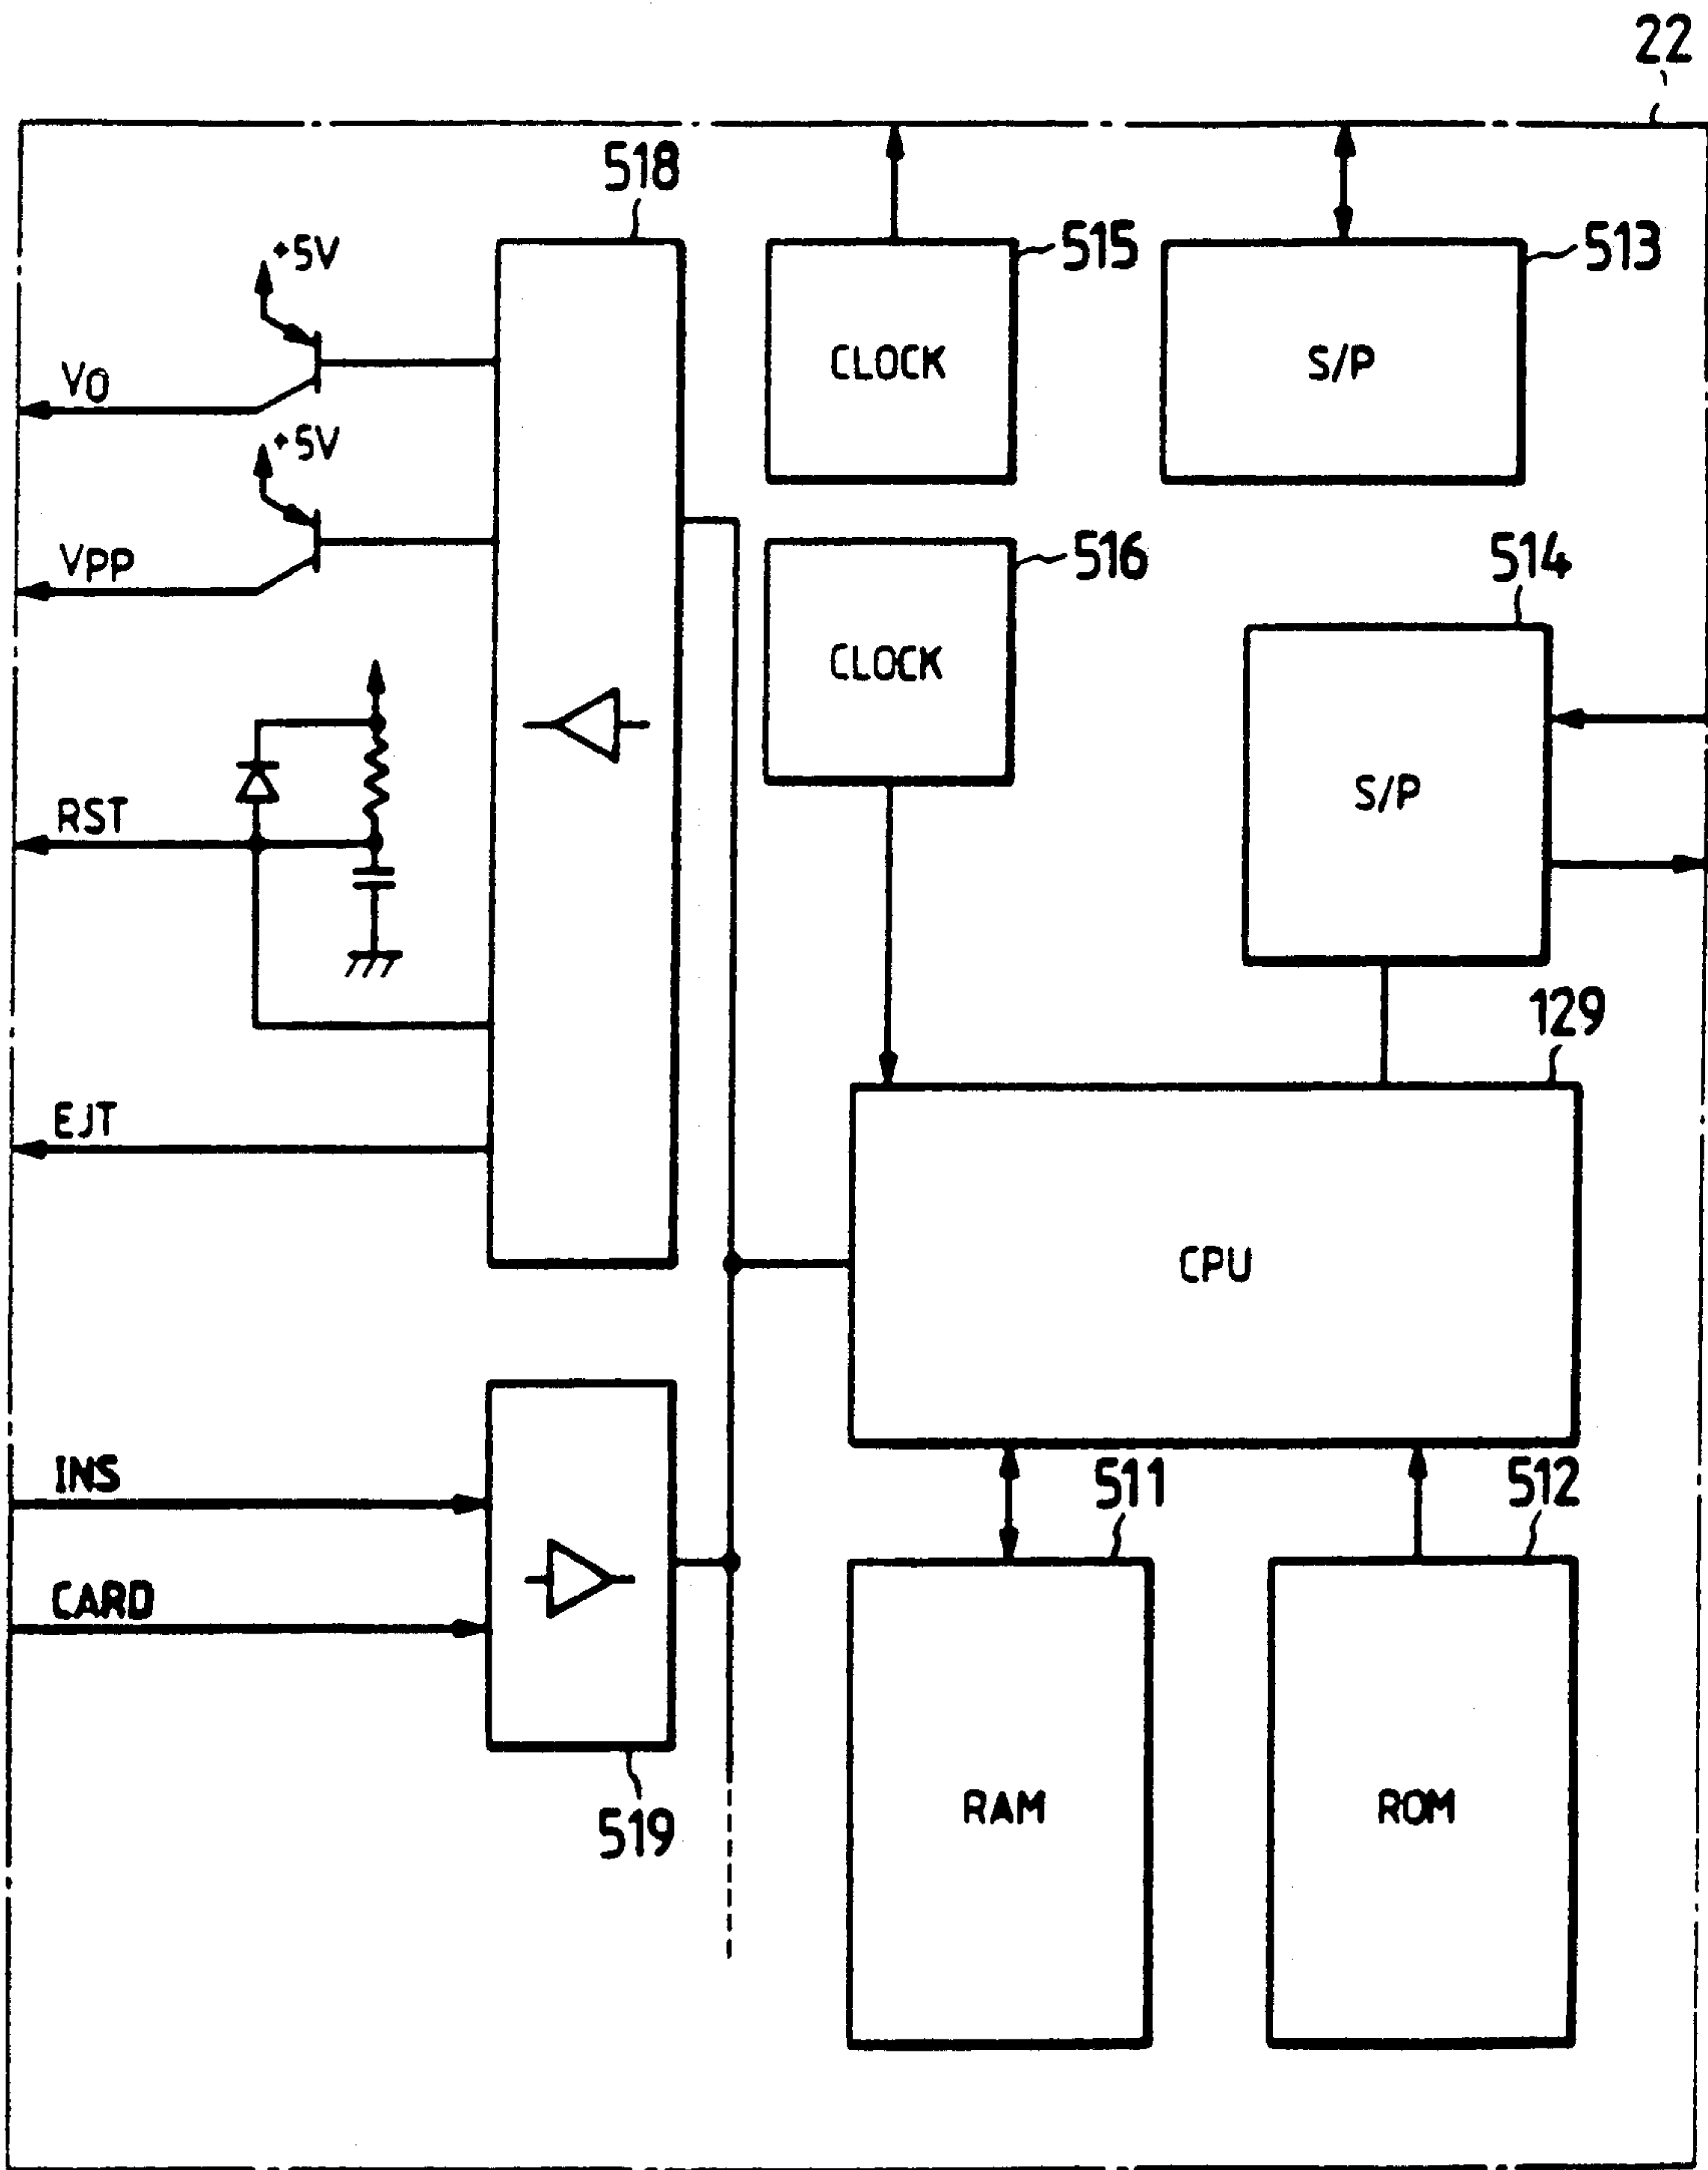 22
518
+5V
515
513
CLOCK
S/P
VO
+5V
516
514
VPP
CLOCK
S/P
RST
129
EJT
CPU
INS
511
512
CARD
RAM
ROM
519